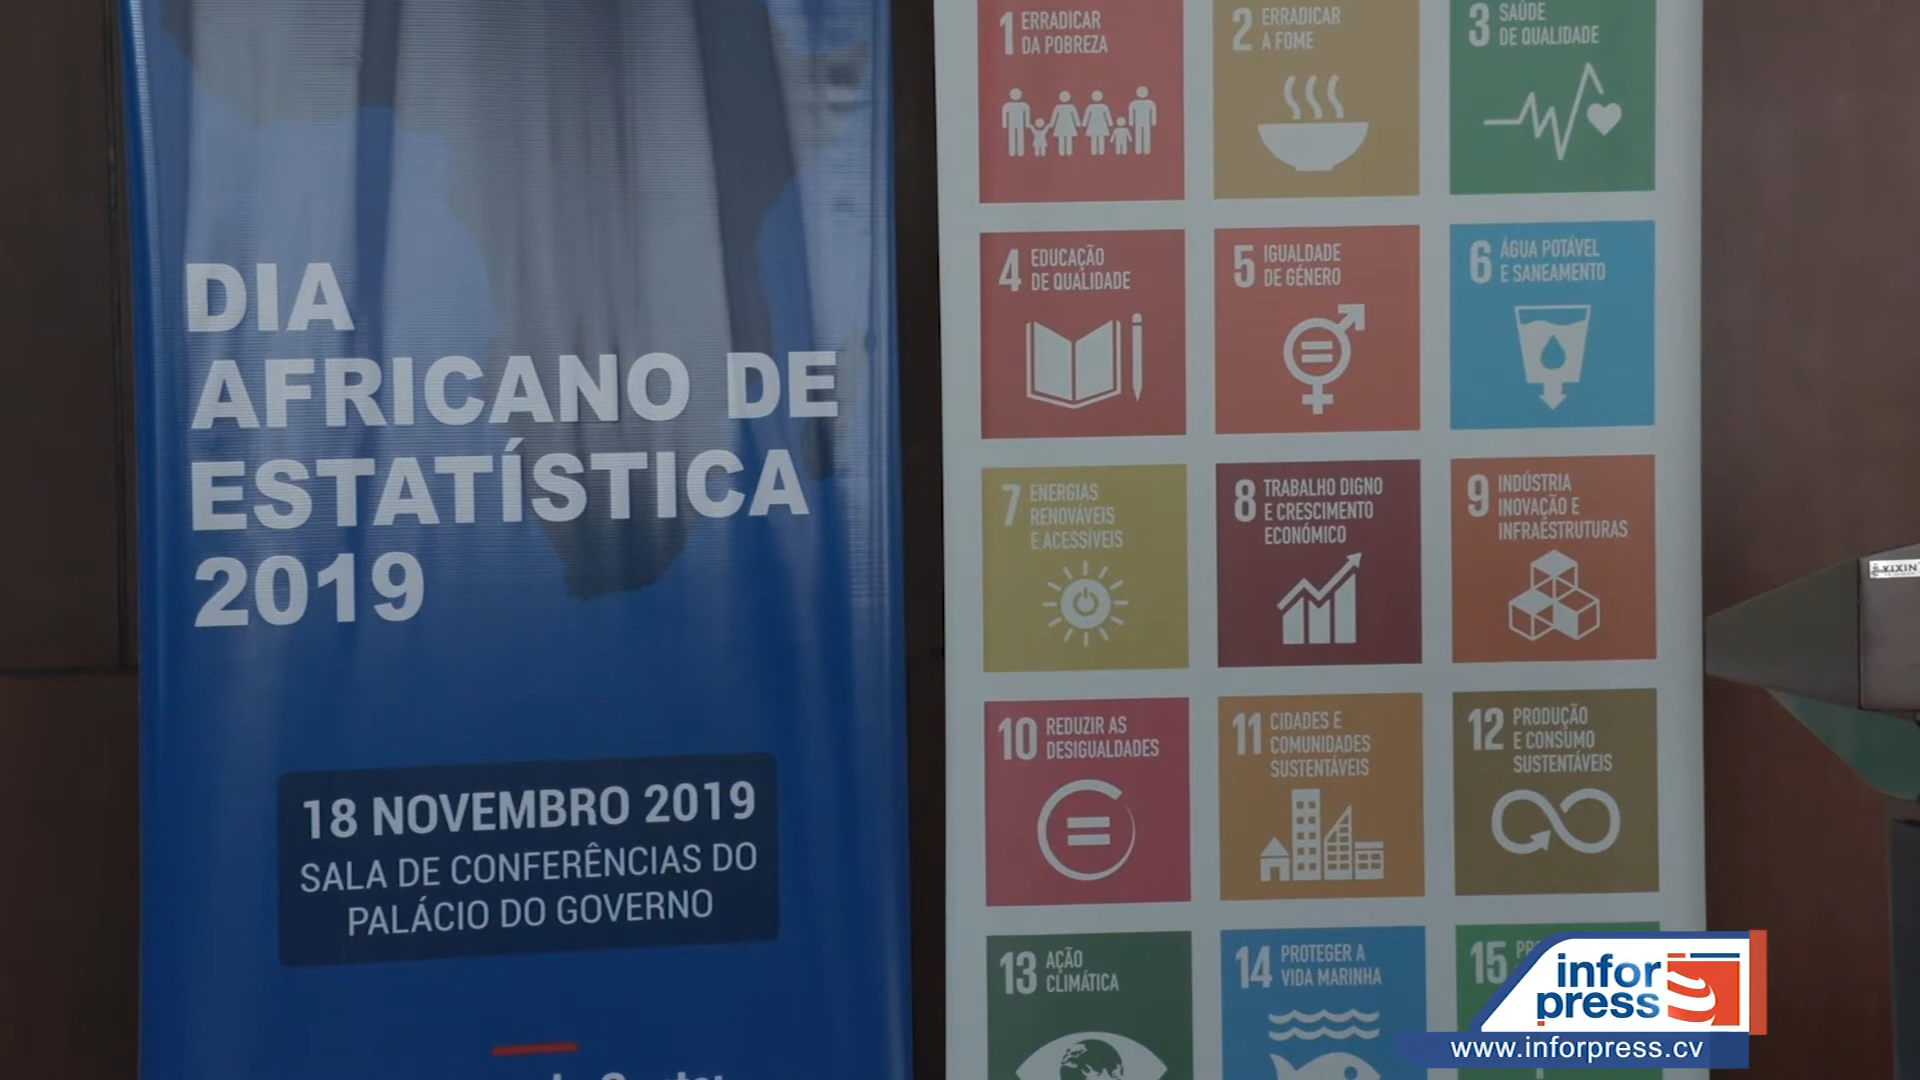 DIA
AFRICANO DE
ESTATÍSTICA
2019
18 NOVEMBRO 2019
SALA DE CONFERÊNCIAS DO
PALÁCIO DO GOVERNO
1 ERRADICAR
DA POBREZA
2 ERRADICAR
A FOME
3 SAÚDE
DE QUALIDADE
4 EDUCAÇÃO
DE QUALIDADE
5 IGUALDADE
DE GÉNERO
6 ÁGUA POTÁVEL
E SANEAMENTO
7 ENERGIAS
RENOVÁVEIS
E ACESSÍVEIS
8 TRABALHO DIGNO
E CRESCIMENTO
ECONÓMICO
9 INDÚSTRIA
INOVAÇÃO E
INFRAESTRUTURAS
10 REDUZIR AS
DESIGUALDADES
11 CIDADES E
COMUNIDADES
SUSTENTÁVEIS
12 PRODUÇÃO
E CONSUMO
SUSTENTÁVEIS
13 AÇÃO
CLIMÁTICA
14 PROTEGER A
VIDA MARINHA
15
YIXIN
infor
press
www.inforpress.cv